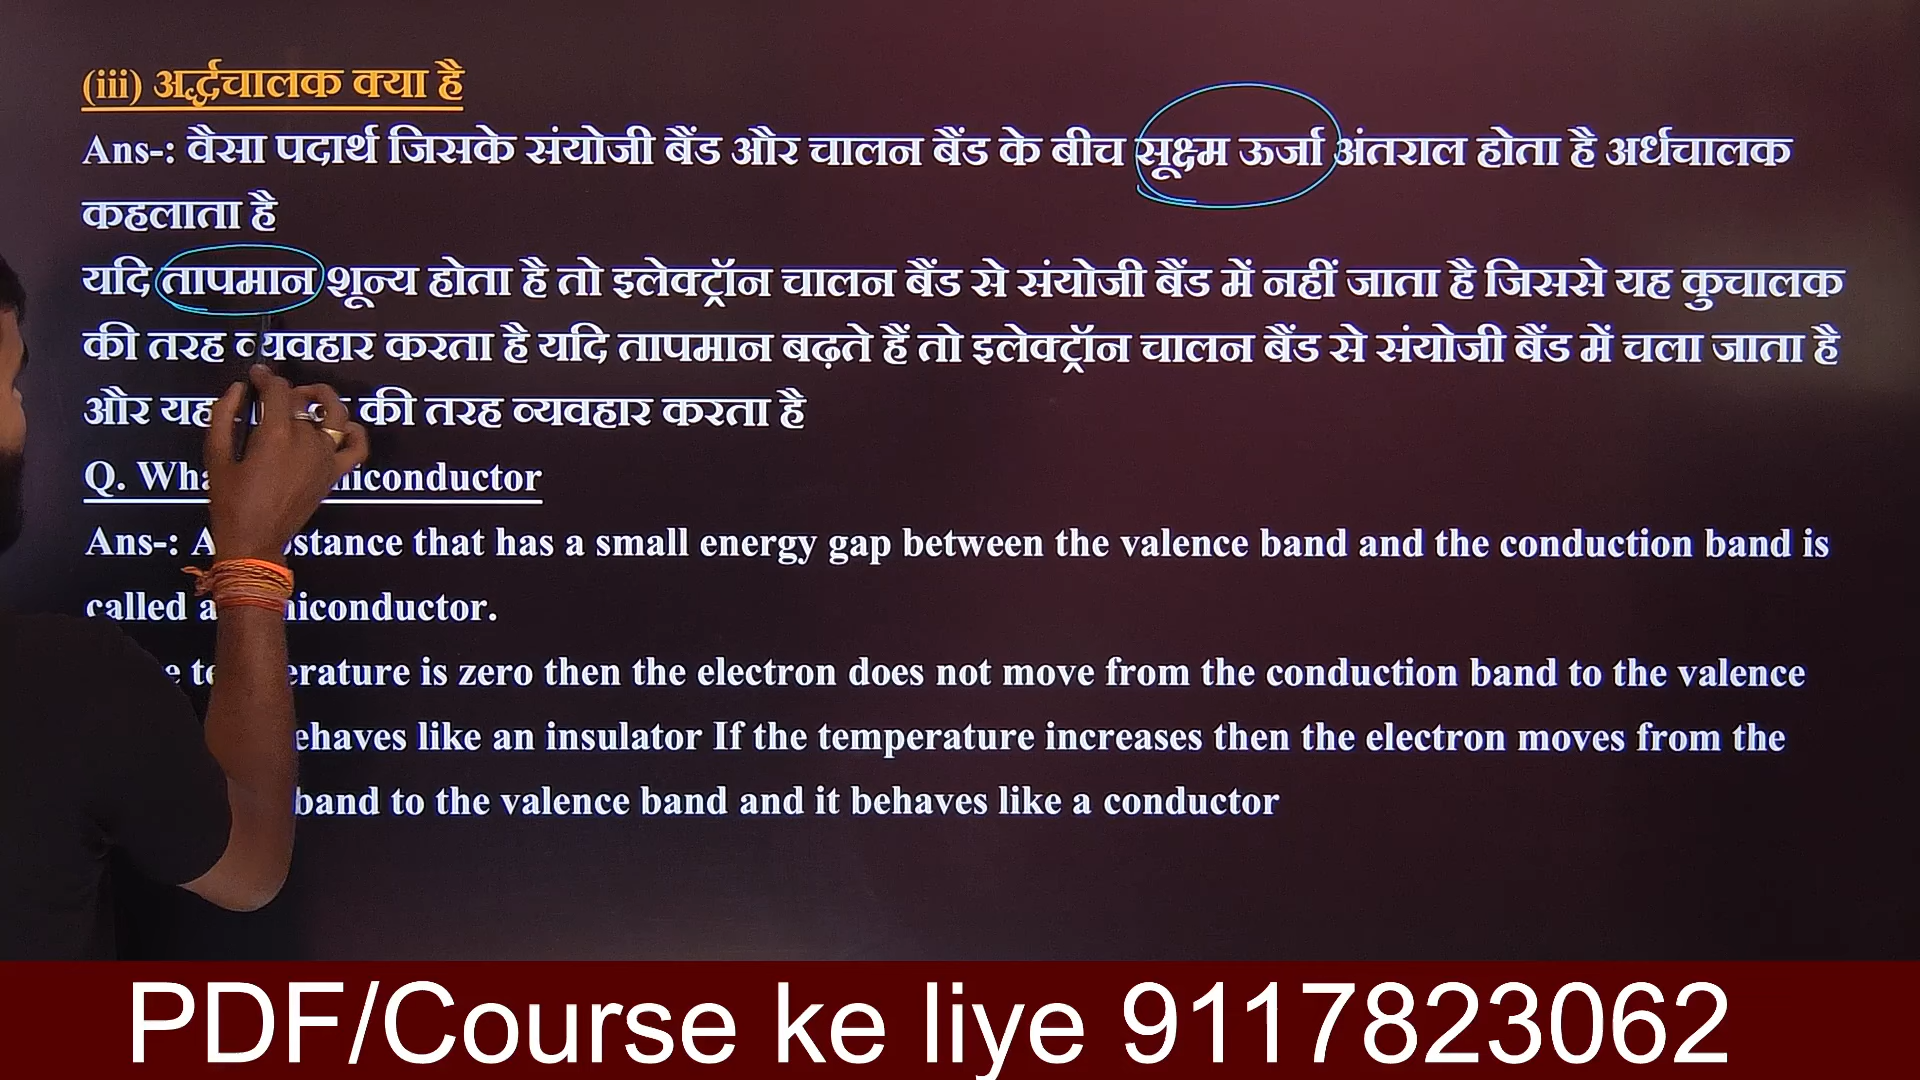 (iii) अर्द्धचालक क्या है
Ans-: वैसा पदार्थ जिसके संयोजी बैंड और चालन बैंड के बीच सूक्ष्म ऊर्जा अंतराल होता है अर्धचालक
कहलाता है
यदि तापमान शून्य होता है तो इलेक्ट्रॉन चालन बैंड से संयोजी बैंड में नहीं जाता है जिससे यह कुचालक
की तरह व्यवहार करता है यदि तापमान बढ़ते हैं तो इलेक्ट्रॉन चालन बैंड से संयोजी बैंड में चला जाता है
और यह की तरह व्यवहार करता है
Q. Wha iconductor
Ans-: A stance that has a small energy gap between the valence band and the conduction band is
called a iconductor.
e te erature is zero then the electron does not move from the conduction band to the valence
ehaves like an insulator If the temperature increases then the electron moves from the
band to the valence band and it behaves like a conductor
PDF/Course ke liye 9117823062